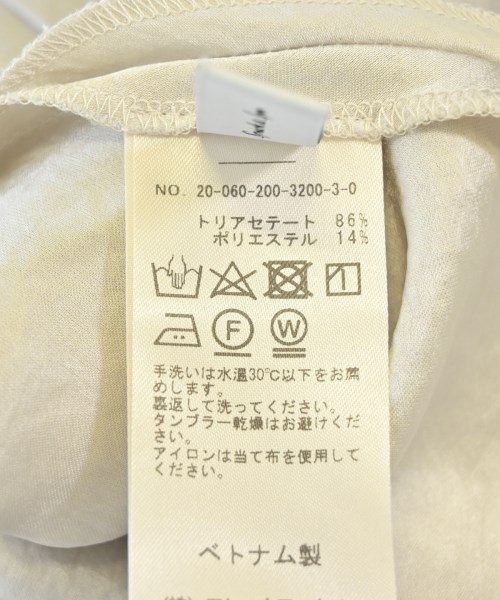 NO. 20-060-200-3200-3-0
トリアセテート 86%
ポリエステル 14%
F W
手洗いは水温30℃以下をお薦
めします。
裏返して洗ってください。
タンブラー乾燥はお避けくださ
い。
アイロンは当て布を使用して
ください。
ベトナム製